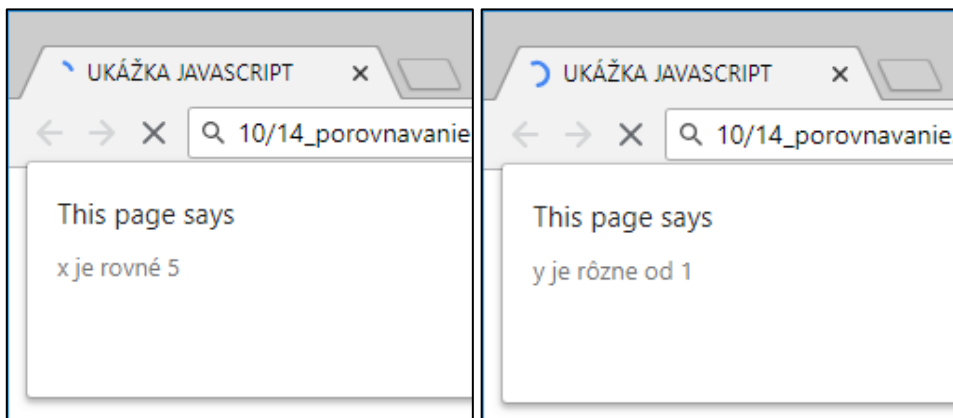 UKÁŽKA JAVASCRIPT
10/14_porovnavanie
This page says
x je rovné 5
UKÁŽKA JAVASCRIPT
10/14_porovnavanie
This page says
y je rôzne od 1